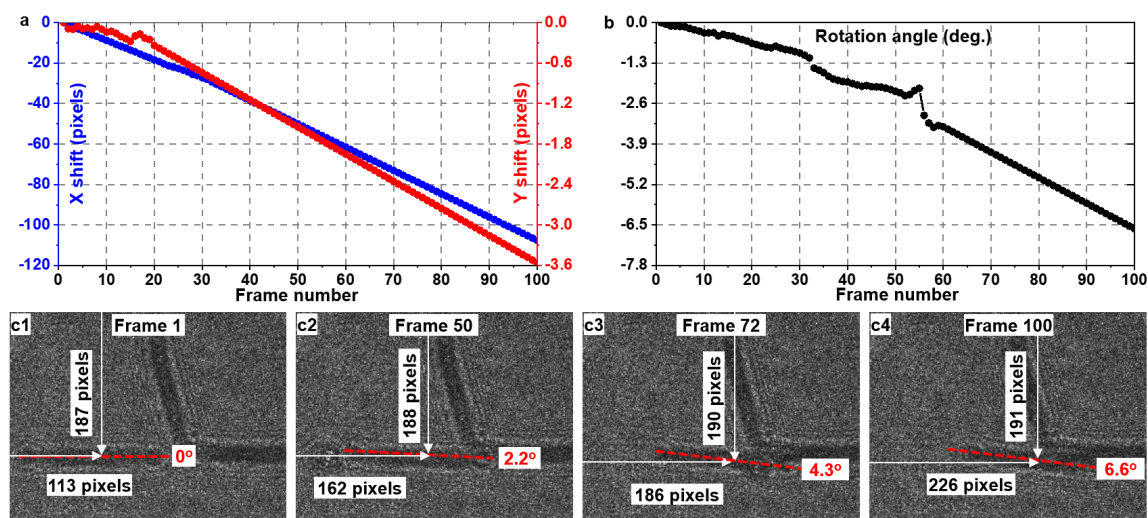 a
0
-20
-40
-60
-80
-100
-120
X shift (pixels)
0.0
-0.6
-1.2
-1.8
-2.4
-3.0
-3.6
Y shift (pixels)
0 10 20 30 40 50 60 70 80 90 100
Frame number
b
Rotation angle (deg.)
0.0
-1.3
-2.6
-3.9
-5.2
-6.5
-7.8
0 10 20 30 40 50 60 70 80 90 100
Frame number
c1
Frame 1
187 pixels
0º
113 pixels
c2
Frame 50
188 pixels
2.2º
162 pixels
c3
Frame 72
190 pixels
4.3º
186 pixels
c4
Frame 100
191 pixels
6.6º
226 pixels